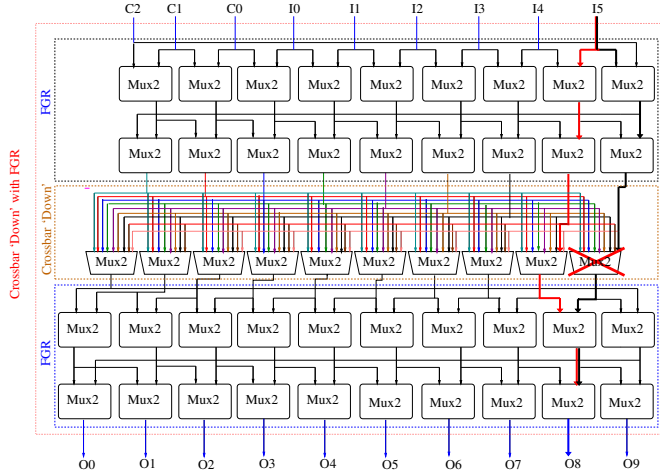 C2 C1 C0 I0 I1 I2 I3 I4 I5
FGR
Mux2 Mux2 Mux2 Mux2 Mux2 Mux2 Mux2 Mux2 Mux2
Mux2 Mux2 Mux2 Mux2 Mux2 Mux2 Mux2 Mux2 Mux2
Crossbar 'Down' with FGR
Crossbar 'Down'
Mux2 Mux2 Mux2 Mux2 Mux2 Mux2 Mux2 Mux2 Mux2 Mux2
FGR
Mux2 Mux2 Mux2 Mux2 Mux2 Mux2 Mux2 Mux2 Mux2 Mux2
Mux2 Mux2 Mux2 Mux2 Mux2 Mux2 Mux2 Mux2 Mux2 Mux2
O0 O1 O2 O3 O4 O5 O6 O7 O8 O9